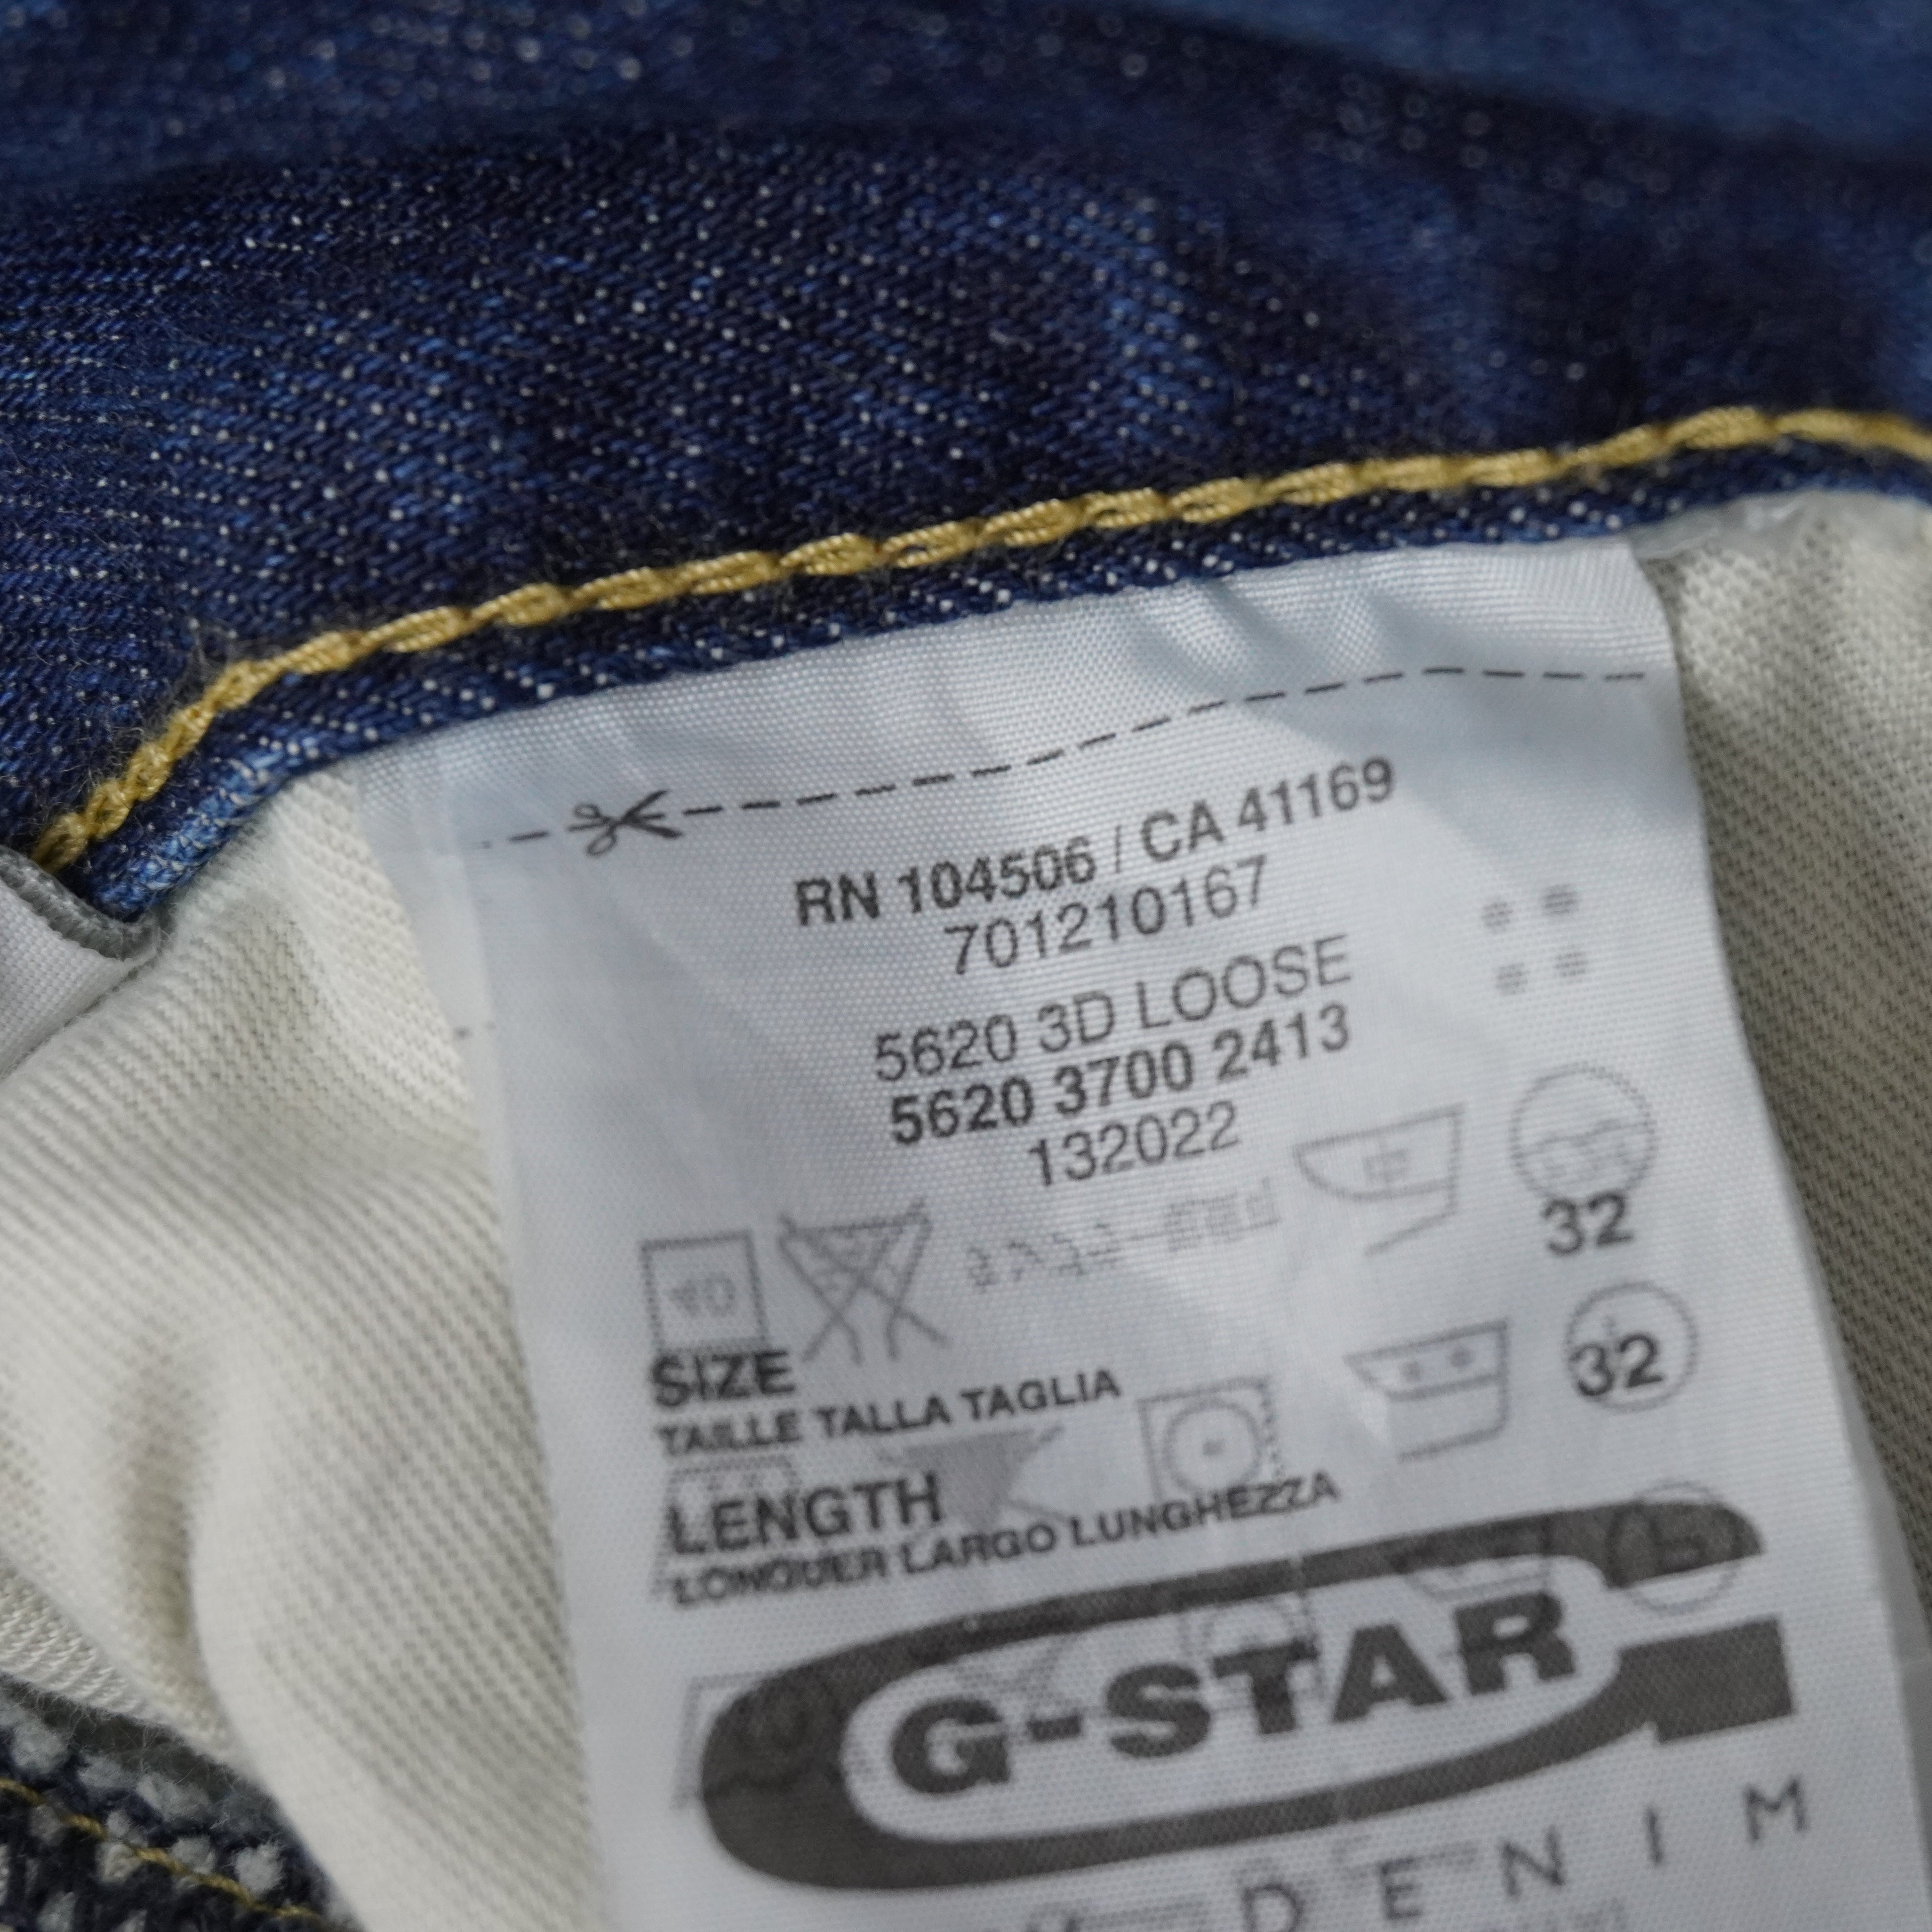 RN 104506 / CA 41169
701210167
5620 3D LOOSE
5620 3700 2413
132022
SIZE 32
TAILLE TALLA TAGLIA
LENGTH 32
LONGUER LARGO LUNGHEZZA
G-STAR
DENIM